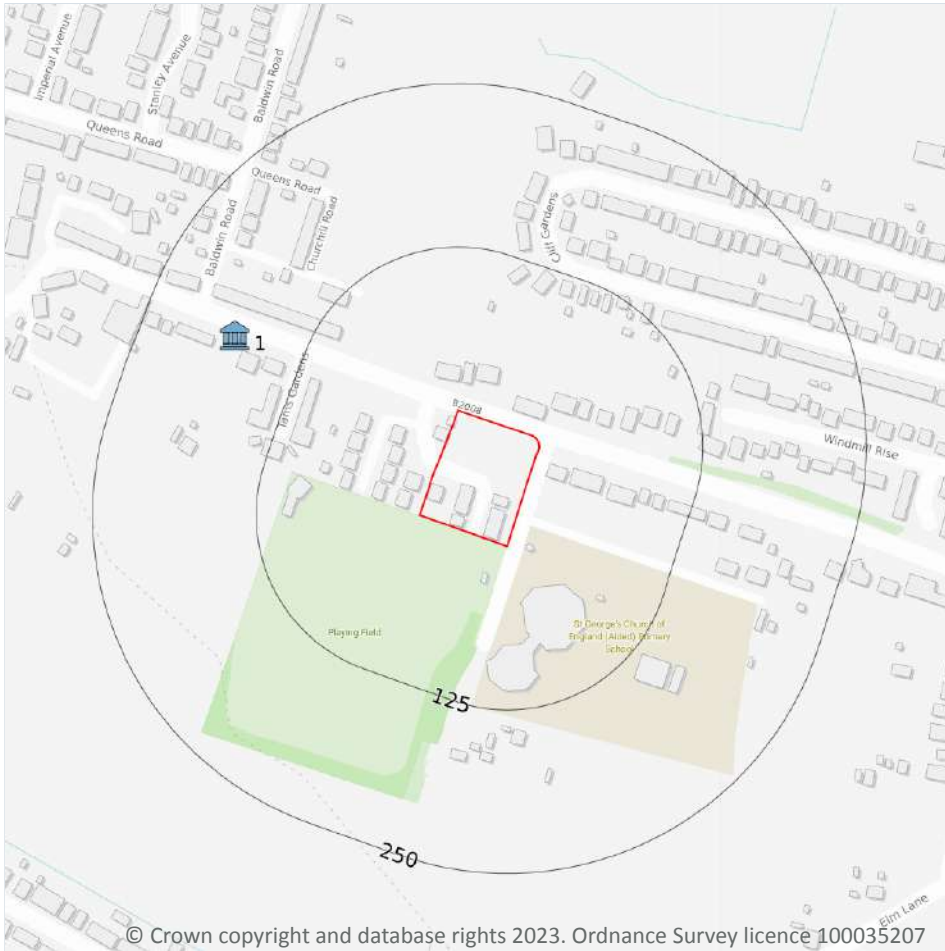 Imperial Avenue
Stanley Avenue
Baldwin Road
Queens Road
Queens Road
Baldwin Road
Churchill Road
Cliff Gardens
1
Tams Gardens
B2008
Windmill Rise
Playing Field
St George's Church of
England (Aided) Primary
School
125
250
Elm Lane
© Crown copyright and database rights 2023. Ordnance Survey licence 100035207